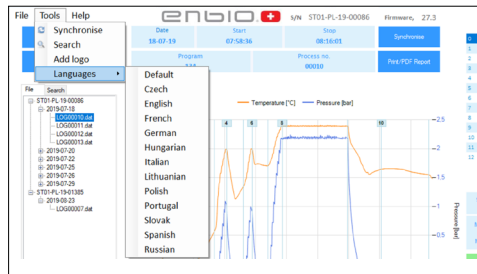 File Tools Help
enbio S/N ST01-PL-19-00086 Firmware, 27.3
Synchronise
Search
Add logo
Languages
Default
Czech
English
French
German
Hungarian
Italian
Lithuanian
Polish
Portugal
Slovak
Spanish
Russian
Date Start Stop
18-07-19 07:58:36 08:16:01
Synchronise
Program Process no.
00010
Print/PDF Report
File Search
ST01-PL-19-00086
2019-07-18
LOG00010.dat
LOG00011.dat
LOG00012.dat
LOG00013.dat
2019-07-20
2019-07-22
2019-07-25
2019-07-26
2019-07-29
ST01-PL-19-01385
2019-08-23
LOG00007.dat
Temperature [°C] Pressure [bar]
4 6 8 10
2.5
2
1.5
1
0.5
Pressure [bar]
0
1
2
3
4
5
6
7
8
9
10
11
12